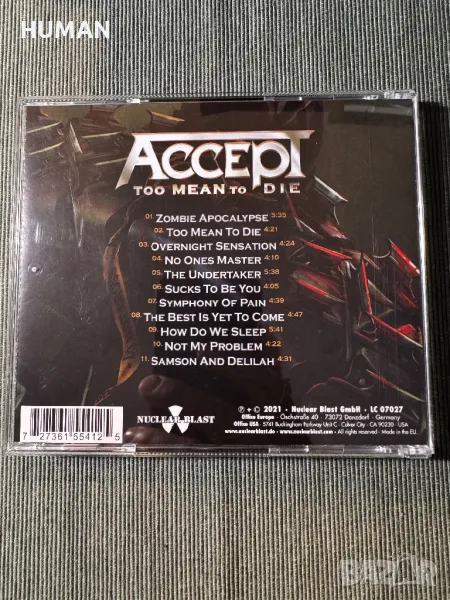 HUMAN
ACCEPT
TOO MEAN TO DIE
01. ZOMBIE APOCALYPSE 5:35
02. TOO MEAN TO DIE 4:21
03. OVERNIGHT SENSATION 4:24
04. NO ONES MASTER 4:10
05. THE UNDERTAKER 5:38
06. SUCKS TO BE YOU 4:05
07. SYMPHONY OF PAIN 4:39
08. THE BEST IS YET TO COME 4:47
09. HOW DO WE SLEEP 5:41
10. NOT MY PROBLEM 4:22
11. SAMSON AND DELILAH 4:31
7 27361 55412 5
NUCLEAR BLAST
℗ + © 2021 · Nuclear Blast GmbH · LC 07027
Office Europe · Öschstraße 40 · 73072 Donzdorf · Germany
Office USA · 5741 Buckingham Parkway Unit C · Culver City · CA 90230 · USA
www.nuclearblast.de · www.nuclearblast.com · All rights reserved · Made in the EU.
BAZAR